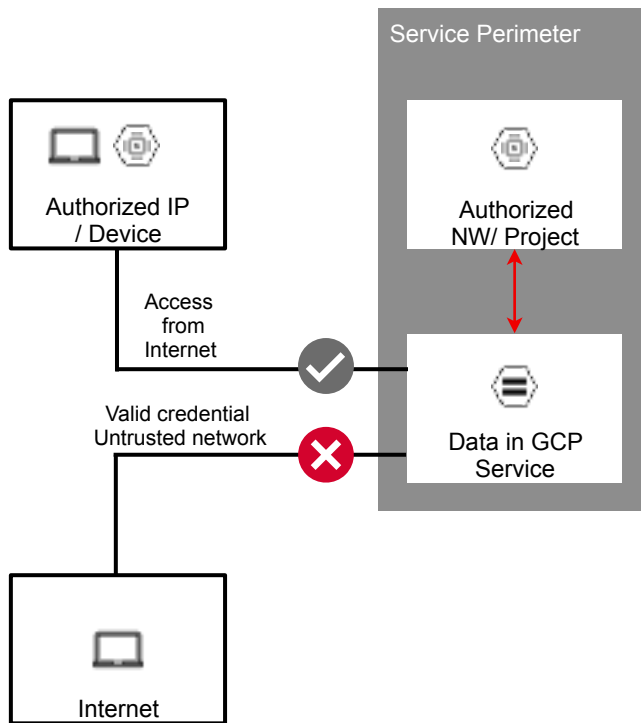 Service Perimeter
Authorized IP
/ Device
Authorized
NW/ Project
Access
from
Internet
Valid credential
Untrusted network
Data in GCP
Service
Internet